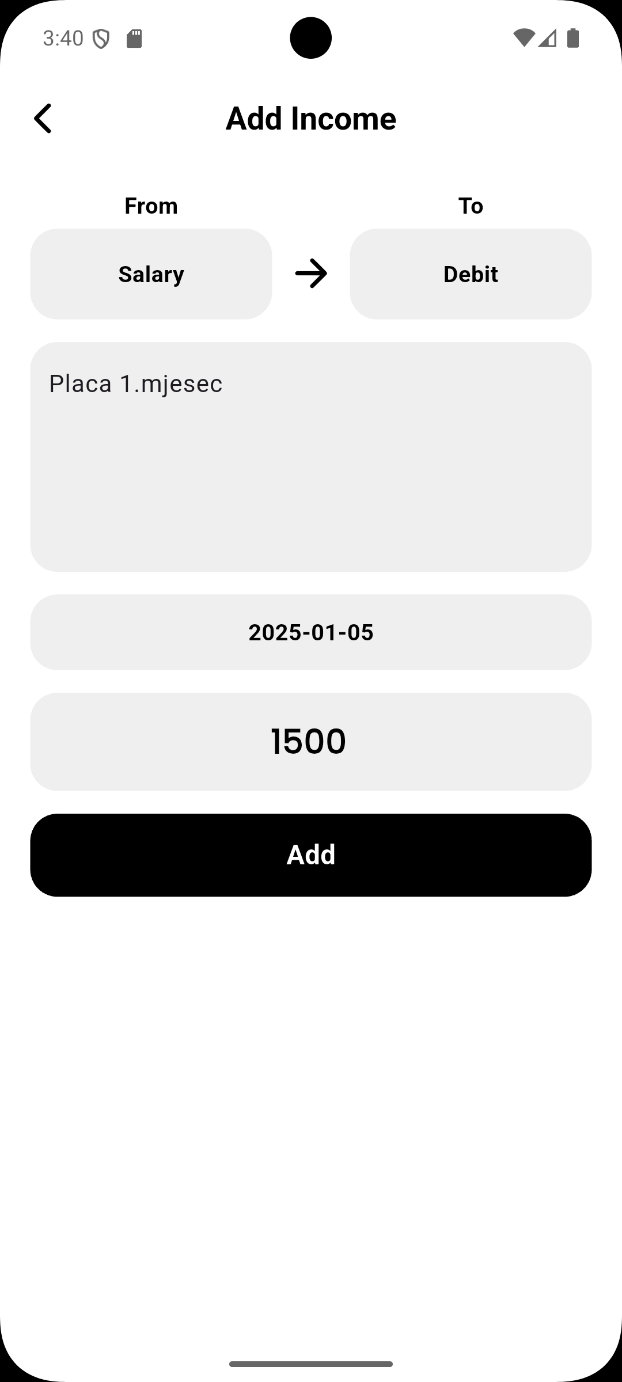 3:40
Add Income
From
To
Salary
Debit
Placa 1.mjesec
2025-01-05
1500
Add